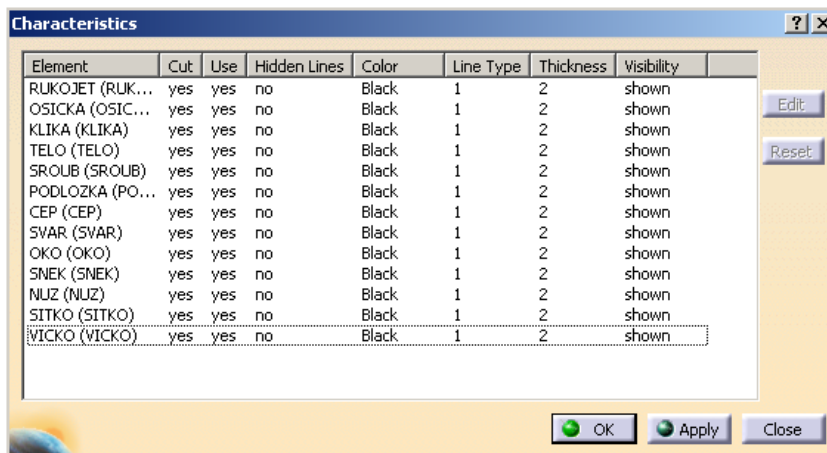 Characteristics
Element Cut Use Hidden Lines Color Line Type Thickness Visibility
RUKOJET (RUK... yes yes no Black 1 2 shown
OSICKA (OSIC... yes yes no Black 1 2 shown
KLIKA (KLIKA) yes yes no Black 1 2 shown
TELO (TELO) yes yes no Black 1 2 shown
SROUB (SROUB) yes yes no Black 1 2 shown
PODLOZKA (PO... yes yes no Black 1 2 shown
CEP (CEP) yes yes no Black 1 2 shown
SVAR (SVAR) yes yes no Black 1 2 shown
OKO (OKO) yes yes no Black 1 2 shown
SNEK (SNEK) yes yes no Black 1 2 shown
NUZ (NUZ) yes yes no Black 1 2 shown
SITKO (SITKO) yes yes no Black 1 2 shown
VICKO (VICKO) yes yes no Black 1 2 shown
Edit
Reset
OK Apply Close